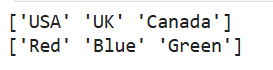 ['USA' 'UK' 'Canada']
['Red' 'Blue' 'Green']